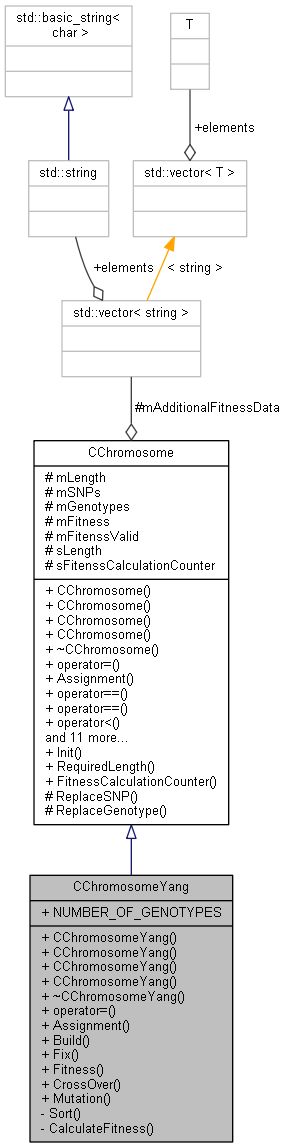 std::basic_string<
char >
T
+elements
std::string
std::vector< T >
+elements
< string >
std::vector< string >
#mAdditionalFitnessData
CChromosome
# mLength
# mSNPs
# mGenotypes
# mFitness
# mFitenssValid
# sLength
# sFitenssCalculationCounter
+ CChromosome()
+ CChromosome()
+ CChromosome()
+ CChromosome()
+ ~CChromosome()
+ operator=()
+ Assignment()
+ operator==()
+ operator==()
+ operator<()
and 11 more...
+ Init()
+ RequiredLength()
+ FitnessCalculationCounter()
# ReplaceSNP()
# ReplaceGenotype()
CChromosomeYang
+ NUMBER_OF_GENOTYPES
+ CChromosomeYang()
+ CChromosomeYang()
+ CChromosomeYang()
+ CChromosomeYang()
+ ~CChromosomeYang()
+ operator=()
+ Assignment()
+ Build()
+ Fix()
+ Fitness()
+ CrossOver()
+ Mutation()
- Sort()
- CalculateFitness()